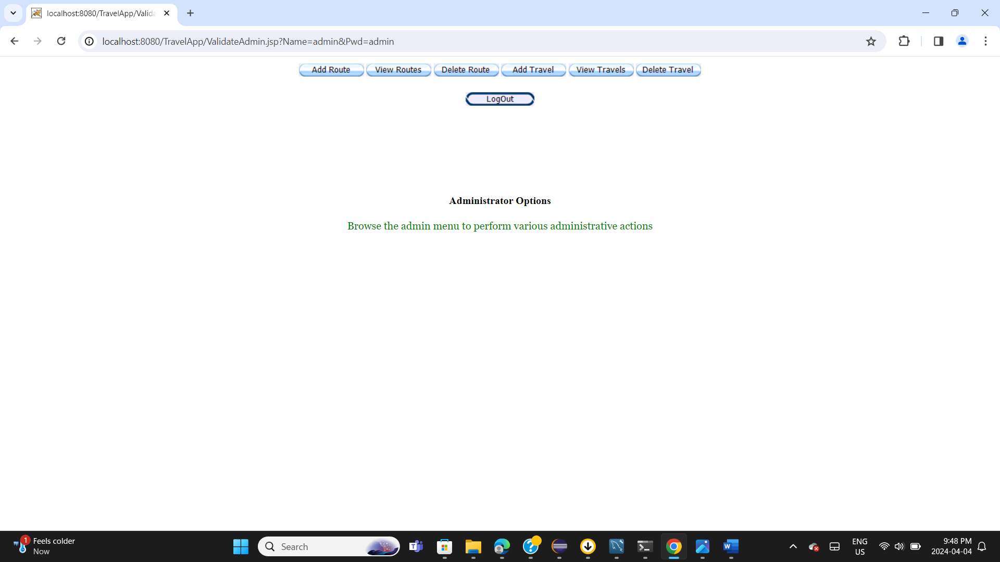 localhost:8080/TravelApp/Valida
localhost:8080/TravelApp/ValidateAdmin.jsp?Name=admin&Pwd=admin
Add Route View Routes Delete Route Add Travel View Travels Delete Travel
LogOut
Administrator Options
Browse the admin menu to perform various administrative actions
1
Feels colder
Now
Search
T
?
W
ENG
US
9:48 PM
2024-04-04